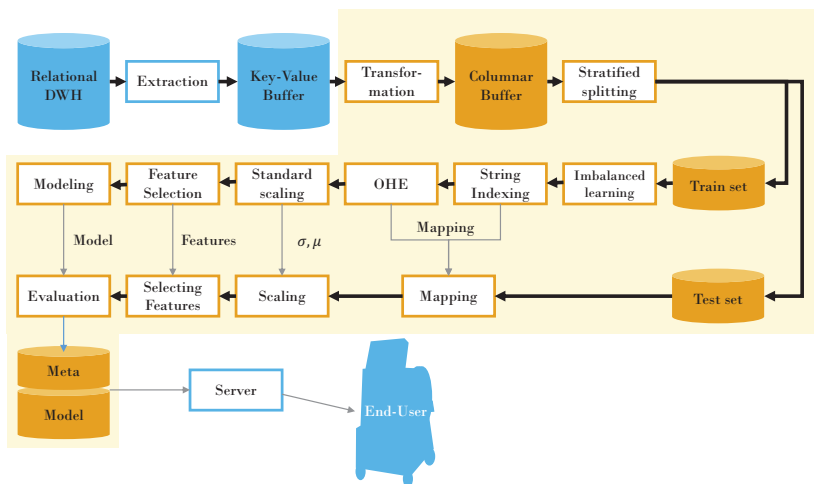 Relational
DWH
Extraction
Key-Value
Buffer
Transfor-
mation
Columnar
Buffer
Stratified
splitting
Modeling
Feature
Selection
Standard
scaling
OHE
String
Indexing
Imbalanced
learning
Train set
Model
Features
σ, μ
Mapping
Evaluation
Selecting
Features
Scaling
Mapping
Test set
Meta
Model
Server
End-User